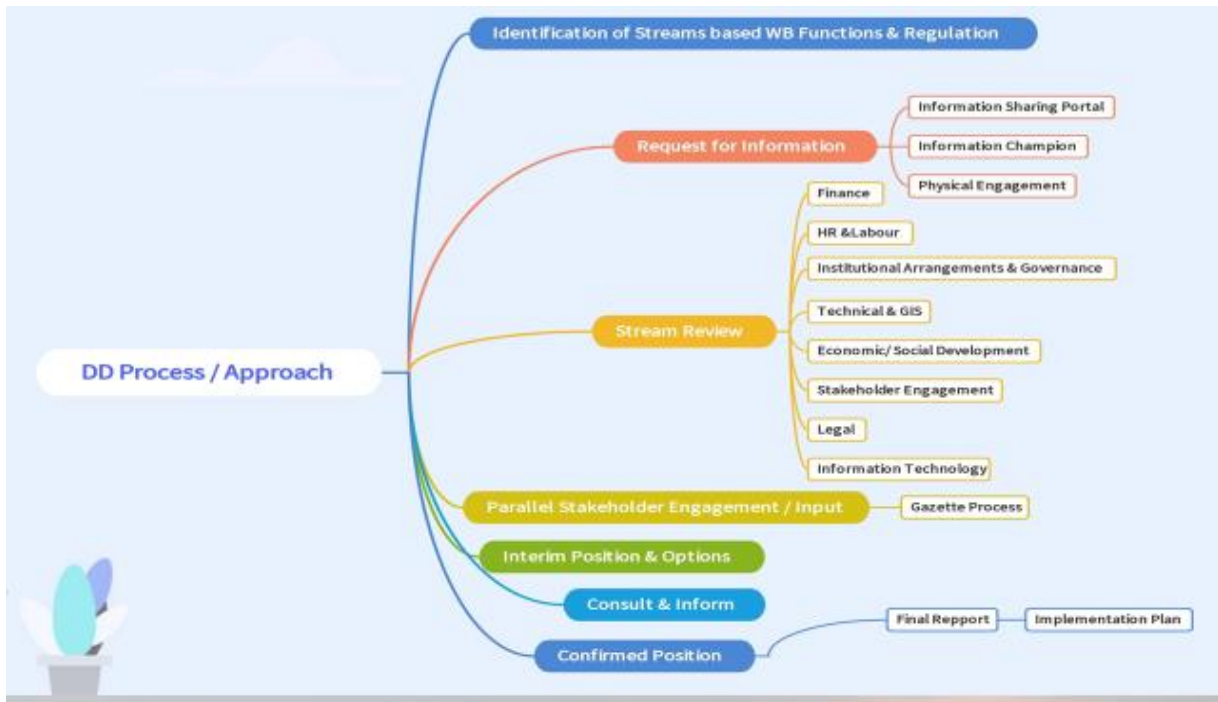 Identification of Streams based WB Functions & Regulation
Information Sharing Portal
Request for Information
Information Champion
Physical Engagement
Finance
HR &Labour
Institutional Arrangements & Governance
Technical & GIS
Stream Review
Economic/ Social Development
DD Process / Approach
Stakeholder Engagement
Legal
Information Technology
Parallel Stakeholder Engagement / Input
Gazette Process
Interim Position & Options
Consult & Inform
Final Repport
Implementation Plan
Confirmed Position